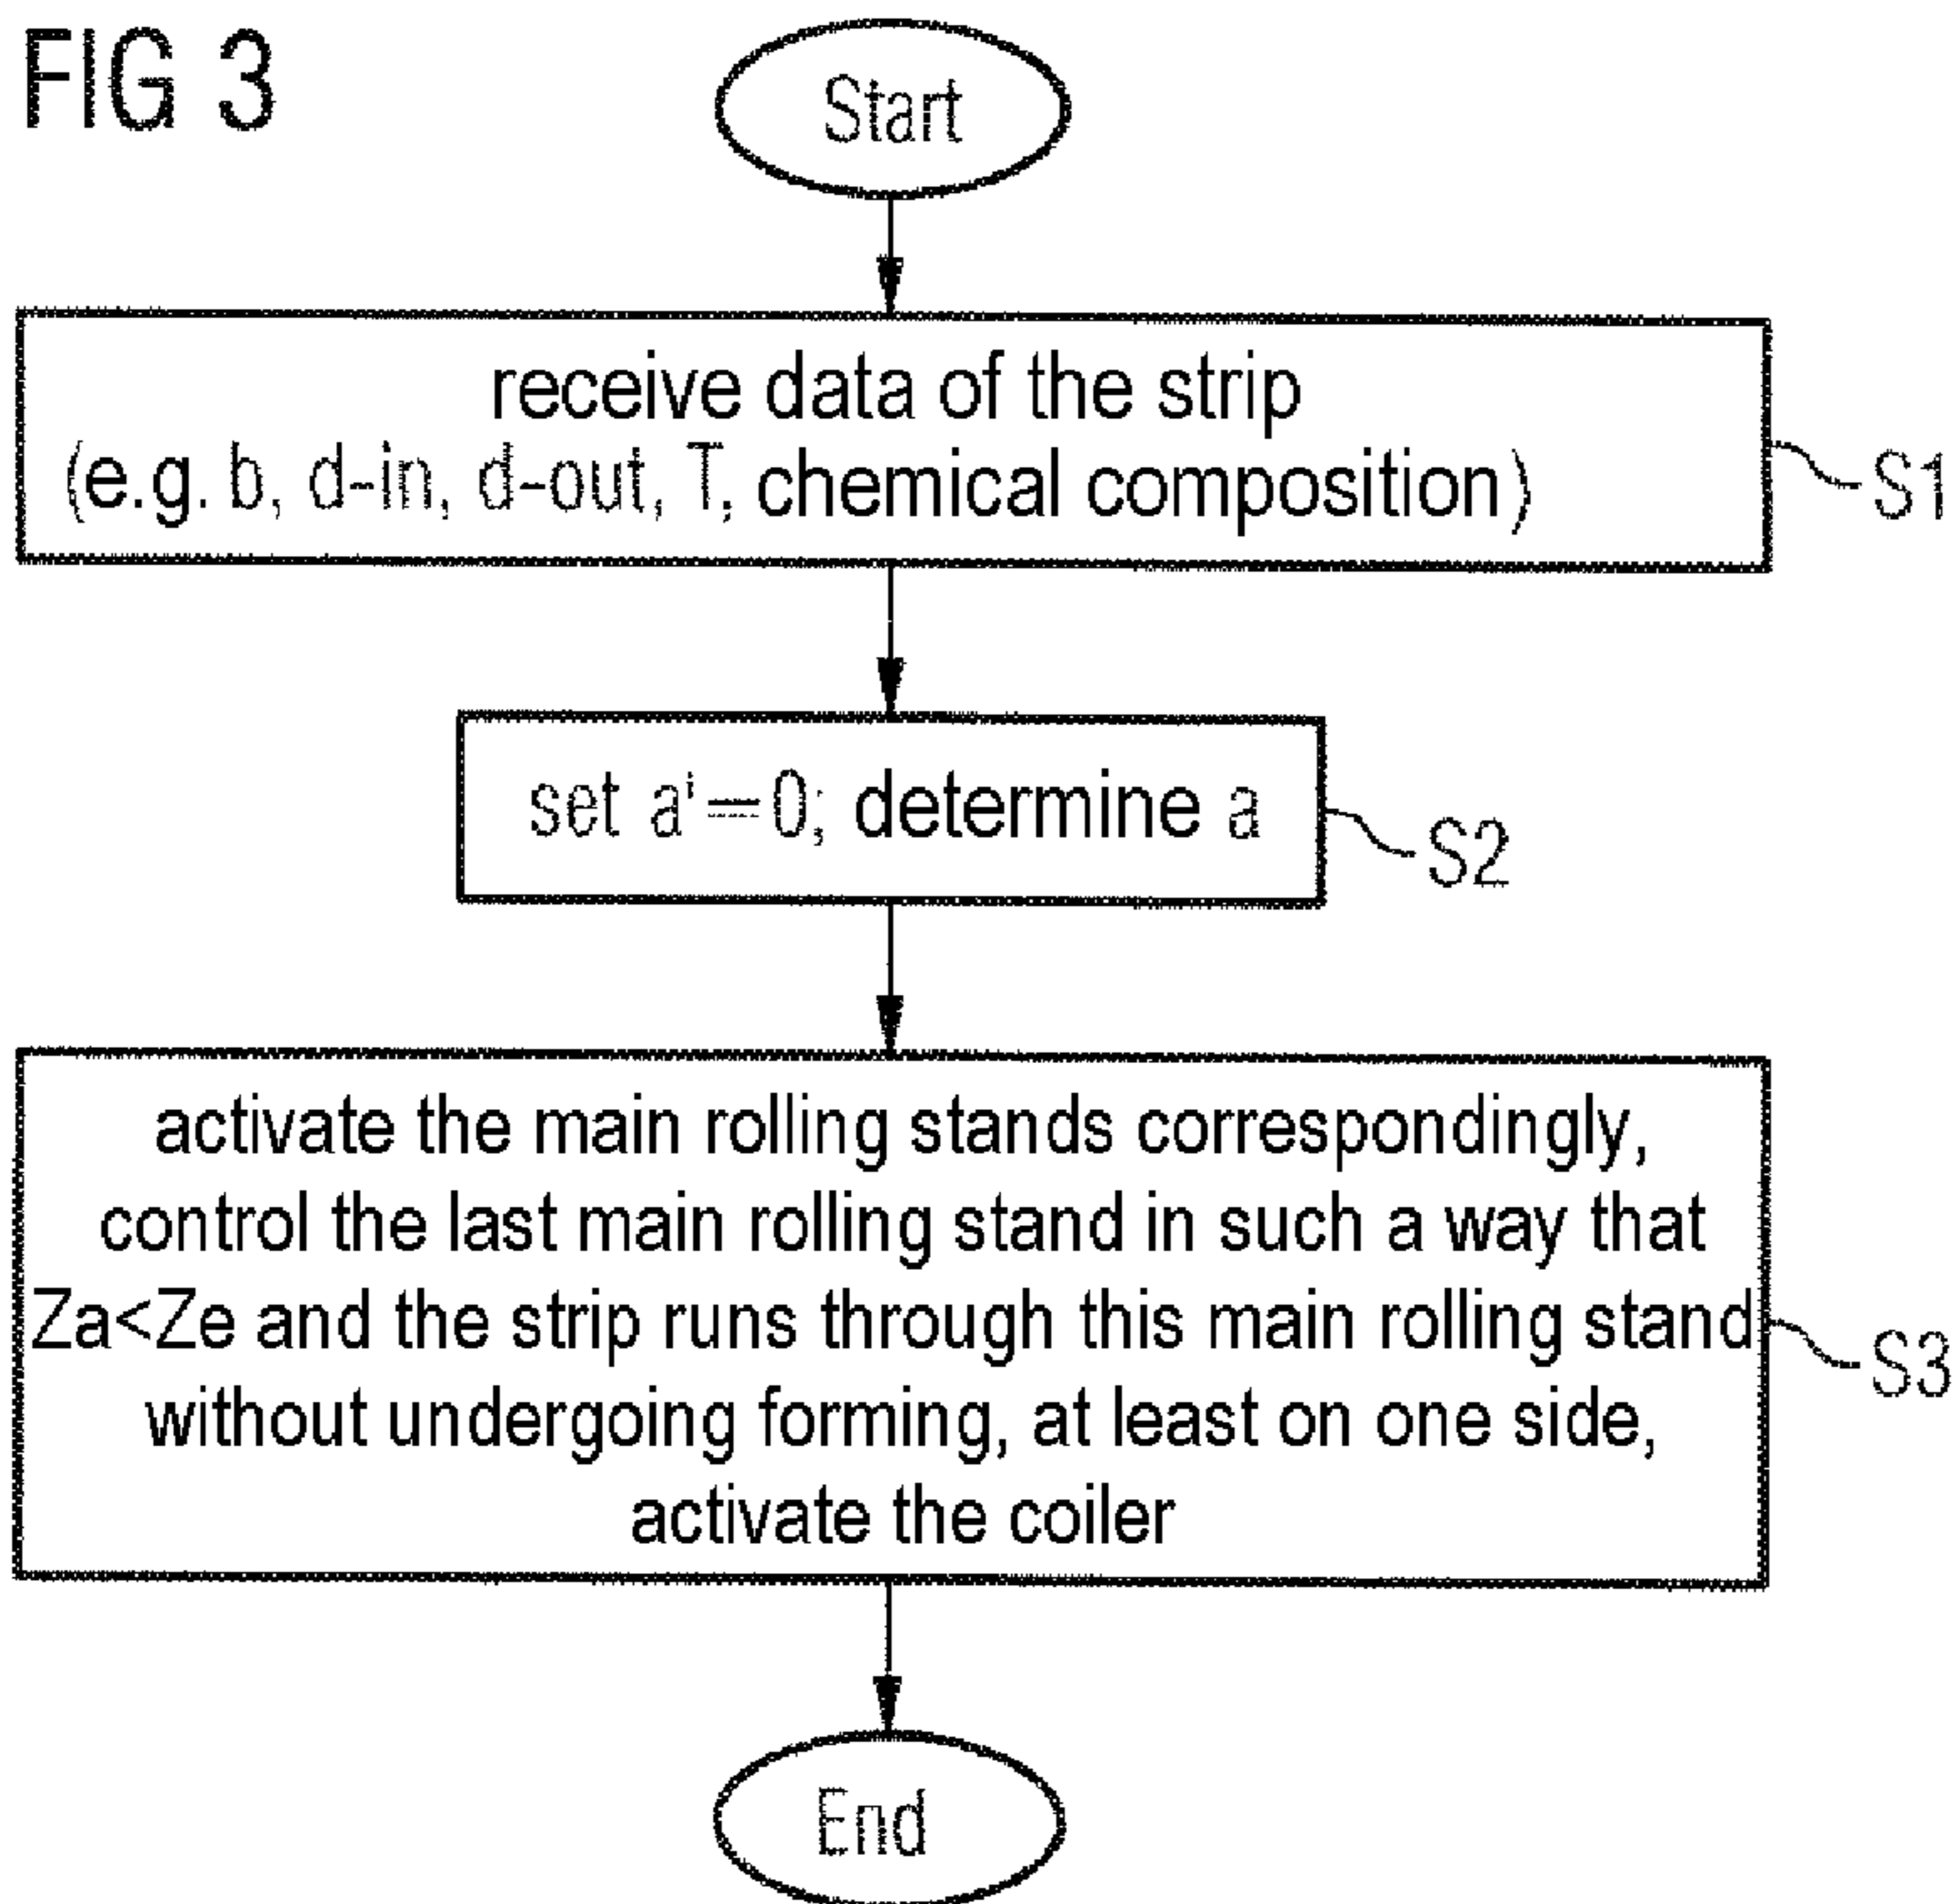 FIG 3
Start
receive data of the strip
(e.g. b, d-in, d-out, T, chemical composition)
S1
set a'=0; determine a
S2
activate the main rolling stands correspondingly,
control the last main rolling stand in such a way that
Za<Ze and the strip runs through this main rolling stand
without undergoing forming, at least on one side,
activate the coiler
S3
End